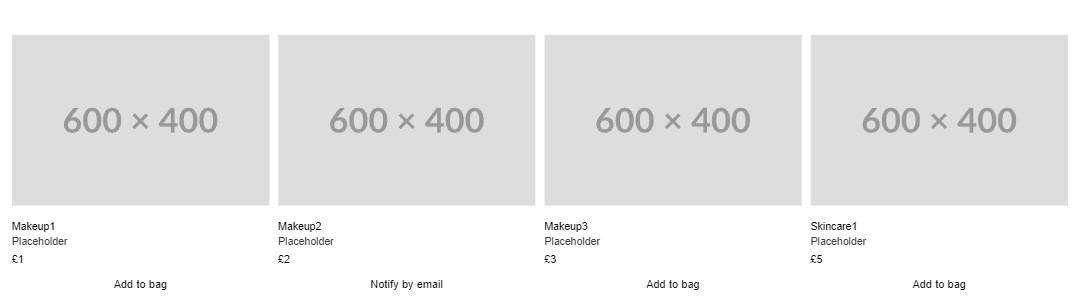 600 × 400
600 × 400
600 × 400
600 × 400
Makeup1
Placeholder
£1
Add to bag
Makeup2
Placeholder
£2
Notify by email
Makeup3
Placeholder
£3
Add to bag
Skincare1
Placeholder
£5
Add to bag